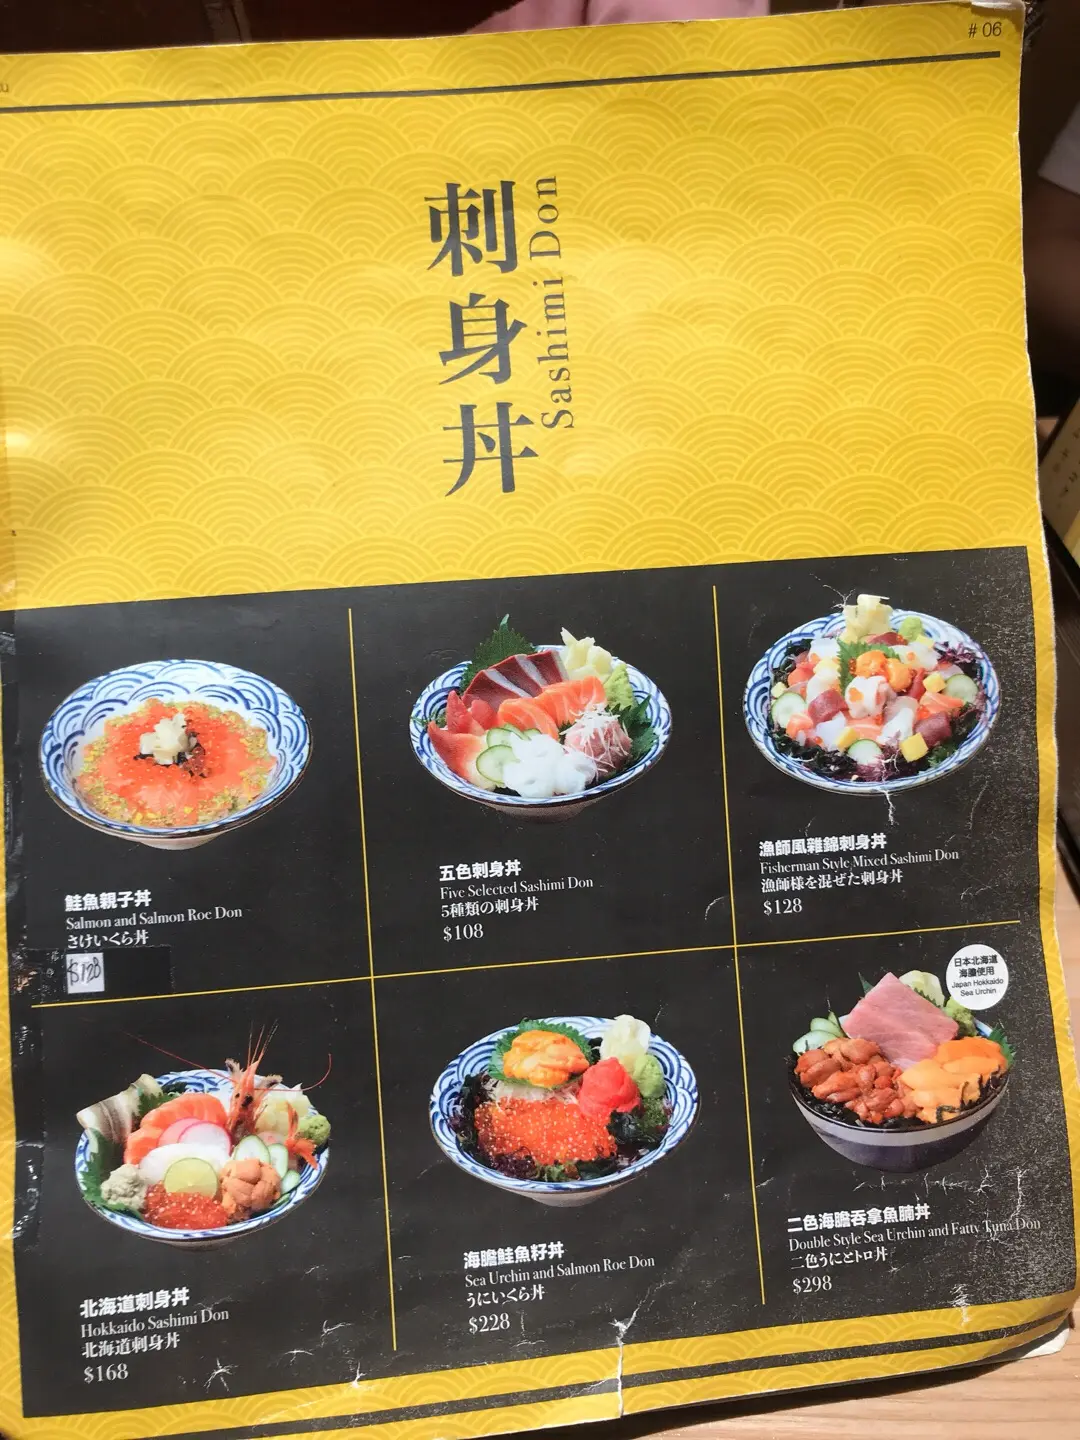 # 06
刺身丼
Sashimi Don
鮭魚親子丼
Salmon and Salmon Roe Don
さけいくら丼
$128
五色刺身丼
Five Selected Sashimi Don
5種類の刺身丼
$108
漁師風雜錦刺身丼
Fisherman Style Mixed Sashimi Don
漁師様を混ぜた刺身丼
$128
北海道刺身丼
Hokkaido Sashimi Don
北海道刺身丼
$168
海膽鮭魚籽丼
Sea Urchin and Salmon Roe Don
うにいくら丼
$228
日本北海道
海膽使用
Japan Hokkaido
Sea Urchin
二色海膽吞拿魚腩丼
Double Style Sea Urchin and Fatty Tuna Don
二色うにとトロ丼
$298